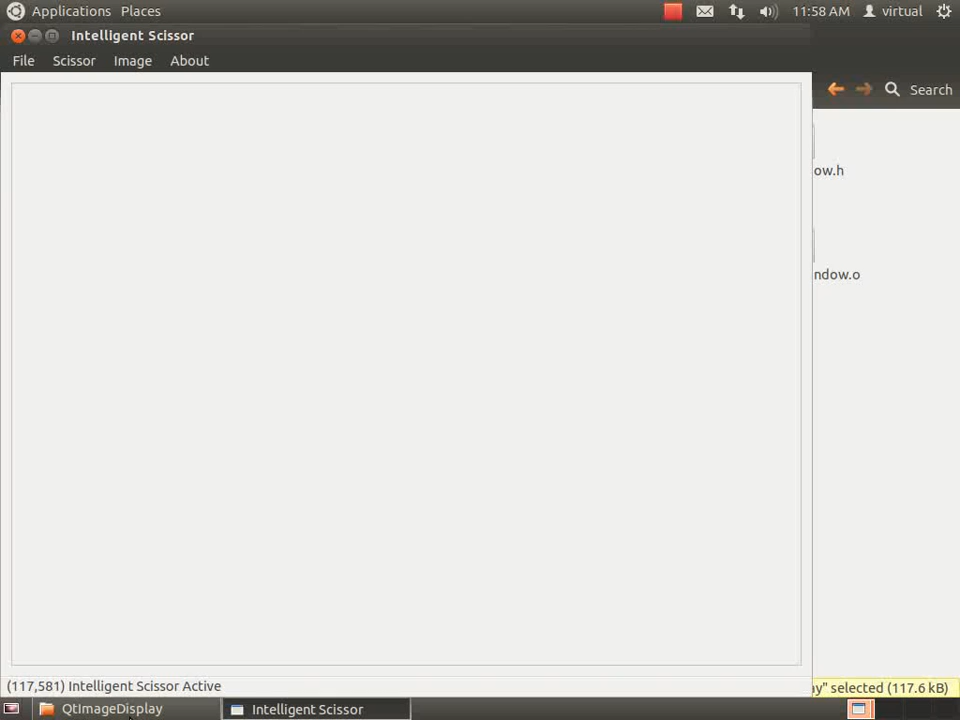 Applications Places 11:58 AM virtual
Intelligent Scissor
File Scissor Image About
Search
ow.h
ndow.o
(117,581) Intelligent Scissor Active
ay" selected (117.6 kB)
QtImageDisplay Intelligent Scissor